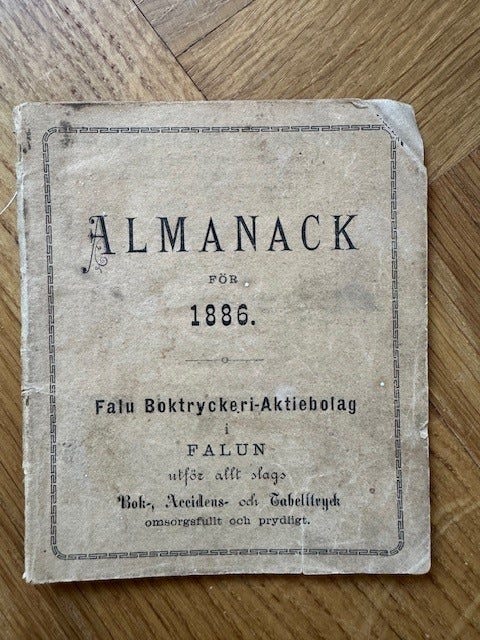 ALMANACK
FÖR
1886.
Falu Boktryckeri-Aktiebolag
i
FALUN
utför allt slags
Bok-, Accidens- och Tabelltryck
omsorgsfullt och prydligt.